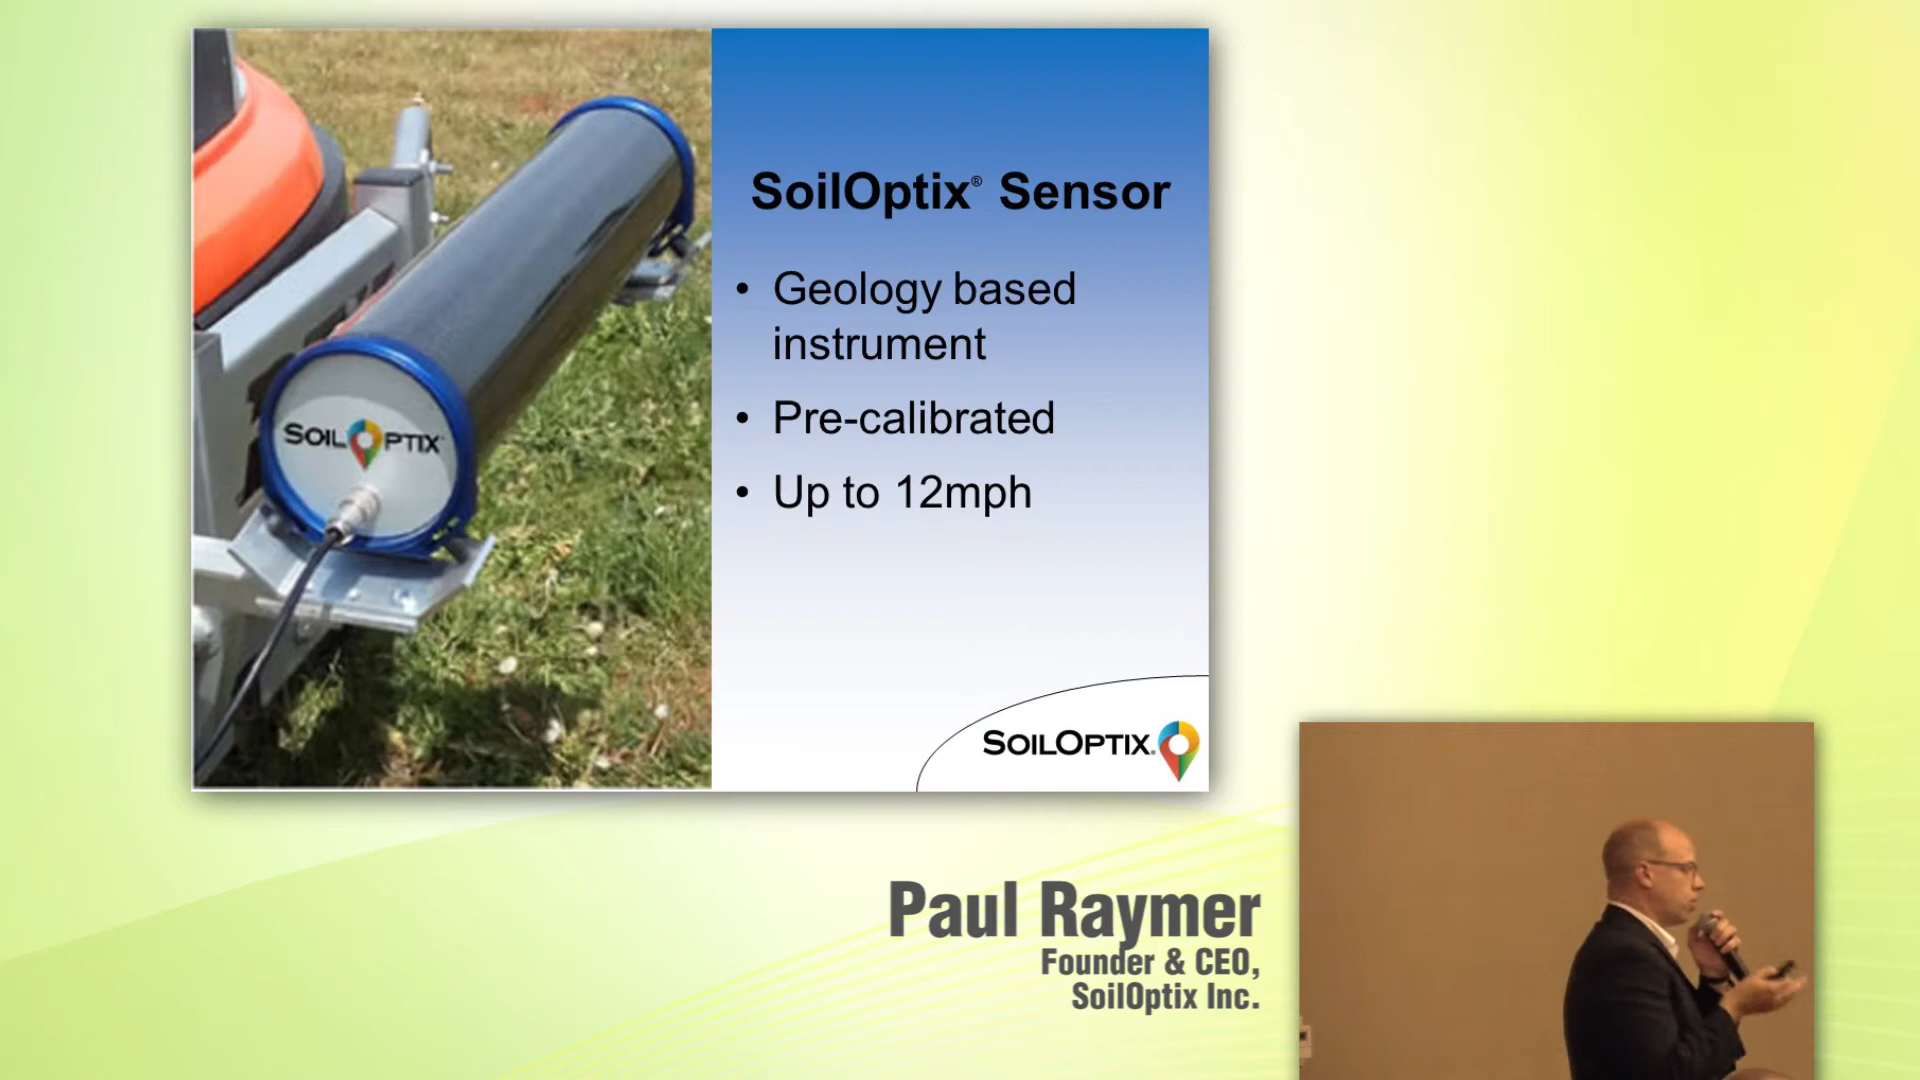 SoilOptix® Sensor
• Geology based
instrument
• Pre-calibrated
• Up to 12mph
SOILOPTIX
SOILOPTIX®
Paul Raymer
Founder & CEO,
SoilOptix Inc.